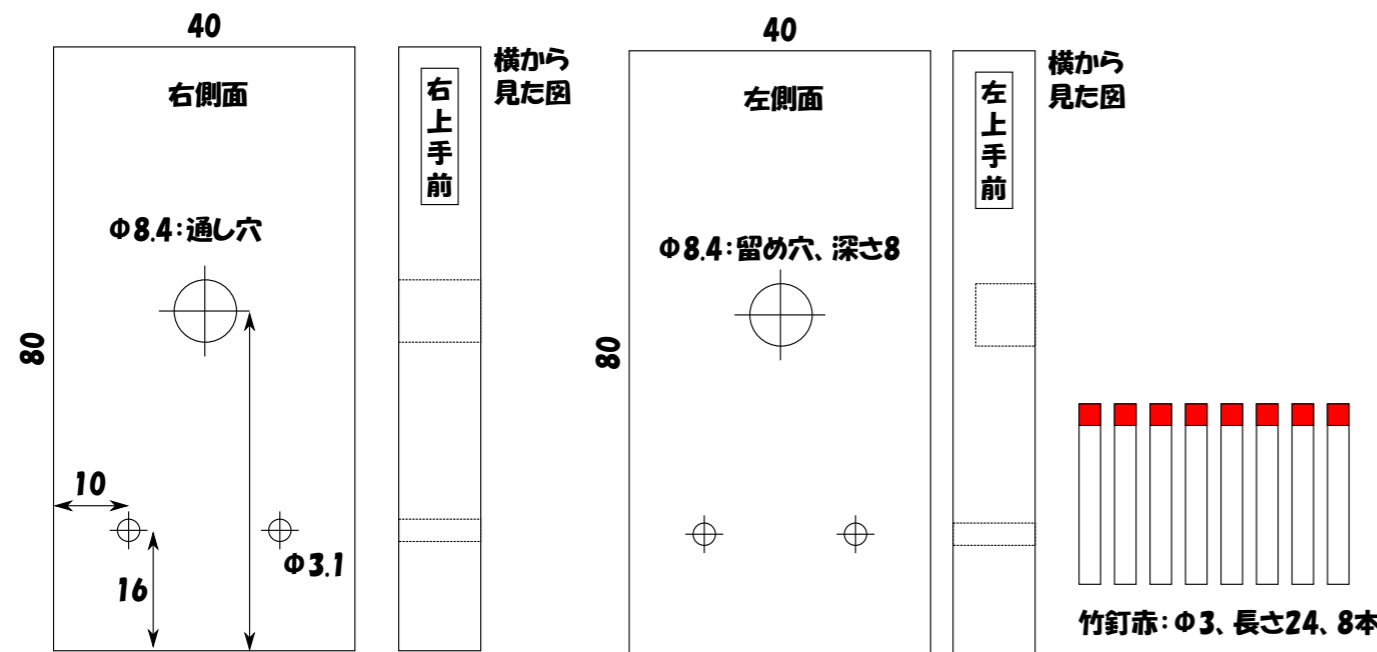 40
右側面
Φ8.4:通し穴
80
10
16
Φ3.1
右上手前
横から
見た図
40
左側面
Φ8.4:留め穴、深さ8
80
左上手前
横から
見た図
竹釘赤:Φ3、長さ24、8本